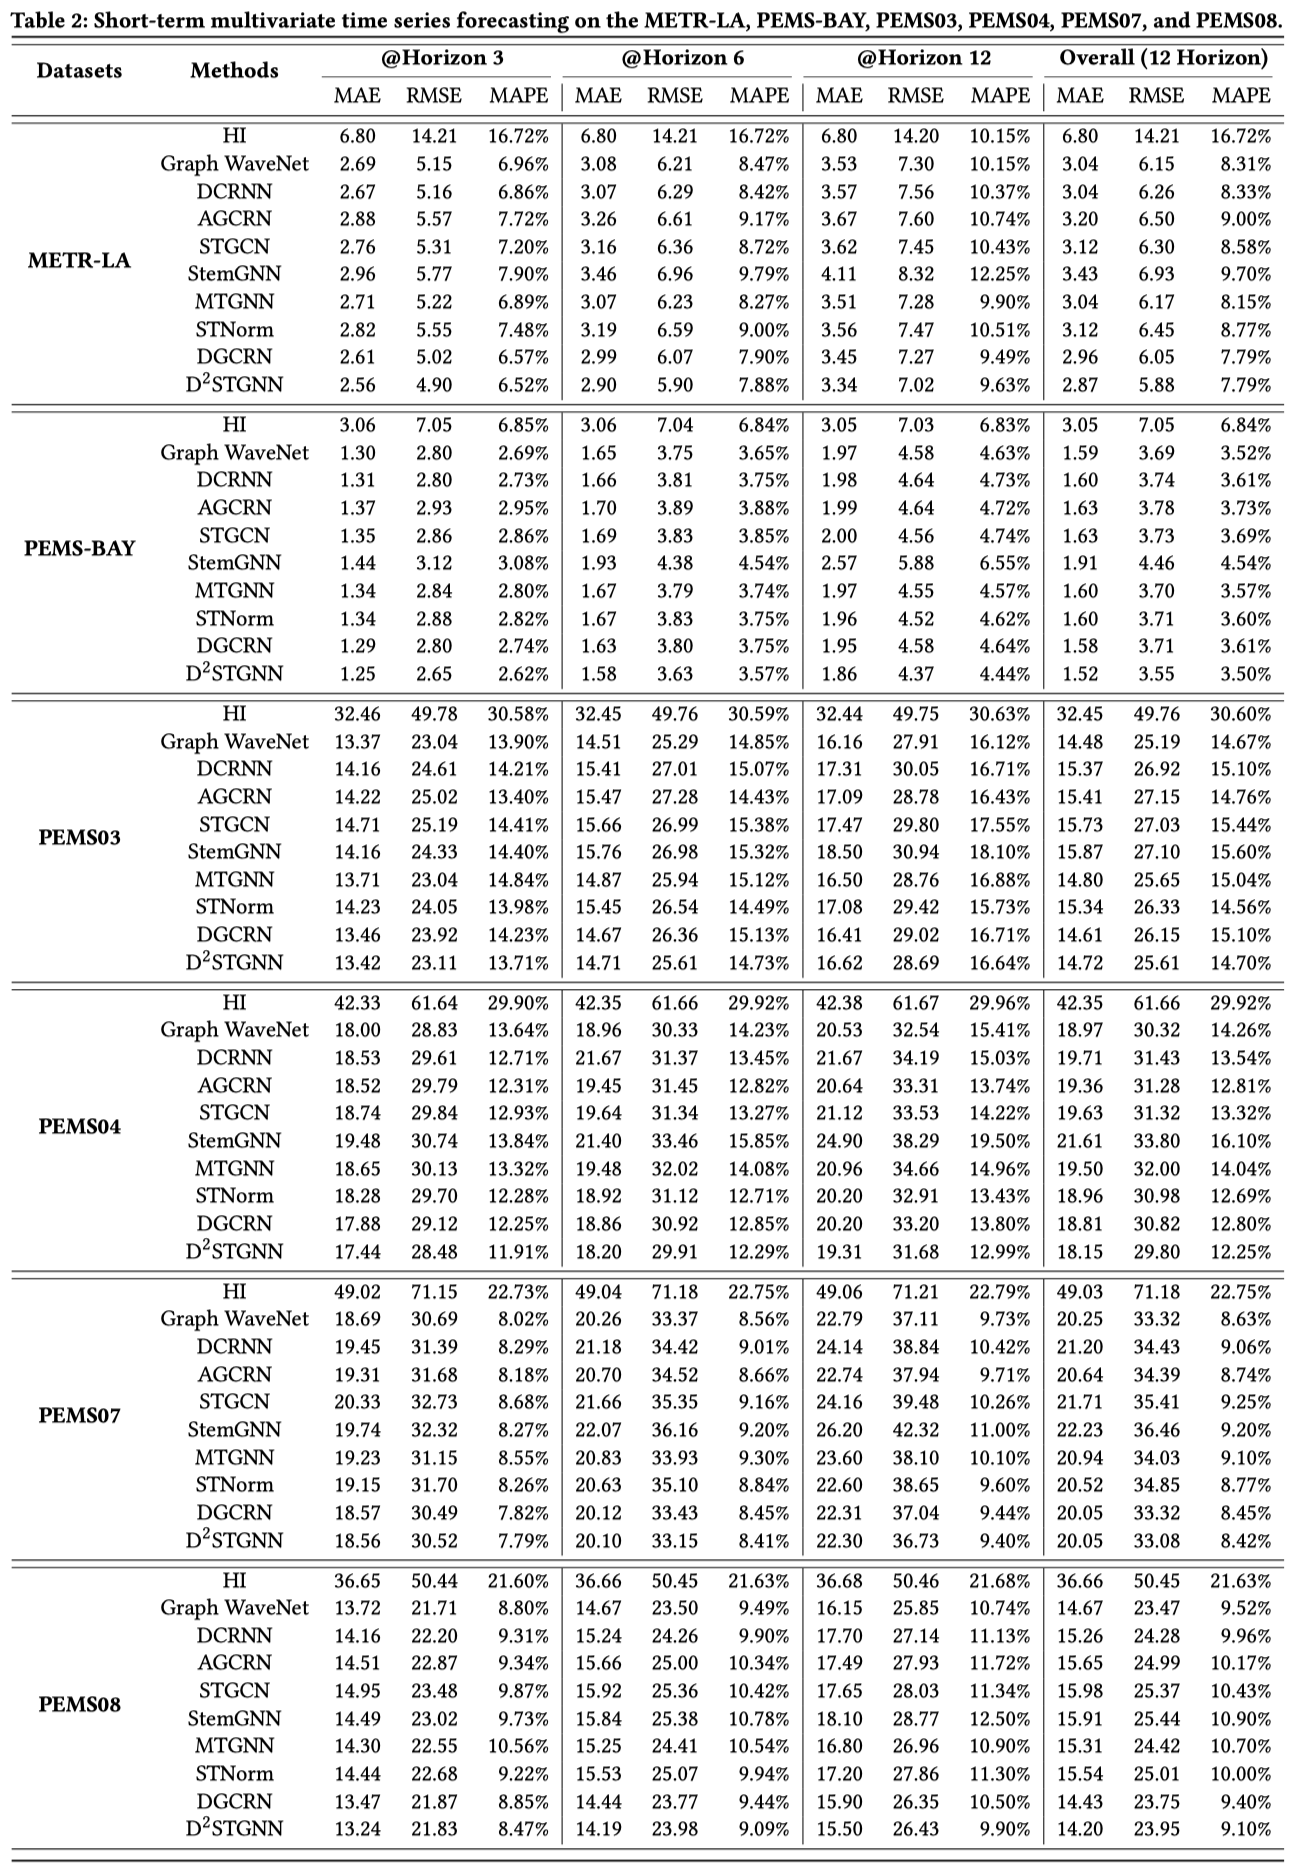 Table 2: Short-term multivariate time series forecasting on the METR-LA, PEMS-BAY, PEMS03, PEMS04, PEMS07, and PEMS08.
Datasets Methods @Horizon 3 @Horizon 6 @Horizon 12 Overall (12 Horizon)
MAE RMSE MAPE MAE RMSE MAPE MAE RMSE MAPE MAE RMSE MAPE
METR-LA
HI 6.80 14.21 16.72% 6.80 14.21 16.72% 6.80 14.20 10.15% 6.80 14.21 16.72%
Graph WaveNet 2.69 5.15 6.96% 3.08 6.21 8.47% 3.53 7.30 10.15% 3.04 6.15 8.31%
DCRNN 2.67 5.16 6.86% 3.07 6.29 8.42% 3.57 7.56 10.37% 3.04 6.26 8.33%
AGCRN 2.88 5.57 7.72% 3.26 6.61 9.17% 3.67 7.60 10.74% 3.20 6.50 9.00%
STGCN 2.76 5.31 7.20% 3.16 6.36 8.72% 3.62 7.45 10.43% 3.12 6.30 8.58%
StemGNN 2.96 5.77 7.90% 3.46 6.96 9.79% 4.11 8.32 12.25% 3.43 6.93 9.70%
MTGNN 2.71 5.22 6.89% 3.07 6.23 8.27% 3.51 7.28 9.90% 3.04 6.17 8.15%
STNorm 2.82 5.55 7.48% 3.19 6.59 9.00% 3.56 7.47 10.51% 3.12 6.45 8.77%
DGCRN 2.61 5.02 6.57% 2.99 6.07 7.90% 3.45 7.27 9.49% 2.96 6.05 7.79%
D²STGNN 2.56 4.90 6.52% 2.90 5.90 7.88% 3.34 7.02 9.63% 2.87 5.88 7.79%
PEMS-BAY
HI 3.06 7.05 6.85% 3.06 7.04 6.84% 3.05 7.03 6.83% 3.05 7.05 6.84%
Graph WaveNet 1.30 2.80 2.69% 1.65 3.75 3.65% 1.97 4.58 4.63% 1.59 3.69 3.52%
DCRNN 1.31 2.80 2.73% 1.66 3.81 3.75% 1.98 4.64 4.73% 1.60 3.74 3.61%
AGCRN 1.37 2.93 2.95% 1.70 3.89 3.88% 1.99 4.64 4.72% 1.63 3.78 3.73%
STGCN 1.35 2.86 2.86% 1.69 3.83 3.85% 2.00 4.56 4.74% 1.63 3.73 3.69%
StemGNN 1.44 3.12 3.08% 1.93 4.38 4.54% 2.57 5.88 6.55% 1.91 4.46 4.54%
MTGNN 1.34 2.84 2.80% 1.67 3.79 3.74% 1.97 4.55 4.57% 1.60 3.70 3.57%
STNorm 1.34 2.88 2.82% 1.67 3.83 3.75% 1.96 4.52 4.62% 1.60 3.71 3.60%
DGCRN 1.29 2.80 2.74% 1.63 3.80 3.75% 1.95 4.58 4.64% 1.58 3.71 3.61%
D²STGNN 1.25 2.65 2.62% 1.58 3.63 3.57% 1.86 4.37 4.44% 1.52 3.55 3.50%
PEMS03
HI 32.46 49.78 30.58% 32.45 49.76 30.59% 32.44 49.75 30.63% 32.45 49.76 30.60%
Graph WaveNet 13.37 23.04 13.90% 14.51 25.29 14.85% 16.16 27.91 16.12% 14.48 25.19 14.67%
DCRNN 14.16 24.61 14.21% 15.41 27.01 15.07% 17.31 30.05 16.71% 15.37 26.92 15.10%
AGCRN 14.22 25.02 13.40% 15.47 27.28 14.43% 17.09 28.78 16.43% 15.41 27.15 14.76%
STGCN 14.71 25.19 14.41% 15.66 26.99 15.38% 17.47 29.80 17.55% 15.73 27.03 15.44%
StemGNN 14.16 24.33 14.40% 15.76 26.98 15.32% 18.50 30.94 18.10% 15.87 27.10 15.60%
MTGNN 13.71 23.04 14.84% 14.87 25.94 15.12% 16.50 28.76 16.88% 14.80 25.65 15.04%
STNorm 14.23 24.05 13.98% 15.45 26.54 14.49% 17.08 29.42 15.73% 15.34 26.33 14.56%
DGCRN 13.46 23.92 14.23% 14.67 26.36 15.13% 16.41 29.02 16.71% 14.61 26.15 15.10%
D²STGNN 13.42 23.11 13.71% 14.71 25.61 14.73% 16.62 28.69 16.64% 14.72 25.61 14.70%
PEMS04
HI 42.33 61.64 29.90% 42.35 61.66 29.92% 42.38 61.67 29.96% 42.35 61.66 29.92%
Graph WaveNet 18.00 28.83 13.64% 18.96 30.33 14.23% 20.53 32.54 15.41% 18.97 30.32 14.26%
DCRNN 18.53 29.61 12.71% 21.67 31.37 13.45% 21.67 34.19 15.03% 19.71 31.43 13.54%
AGCRN 18.52 29.79 12.31% 19.45 31.45 12.82% 20.64 33.31 13.74% 19.36 31.28 12.81%
STGCN 18.74 29.84 12.93% 19.64 31.34 13.27% 21.12 33.53 14.22% 19.63 31.32 13.32%
StemGNN 19.48 30.74 13.84% 21.40 33.46 15.85% 24.90 38.29 19.50% 21.61 33.80 16.10%
MTGNN 18.65 30.13 13.32% 19.48 32.02 14.08% 20.96 34.66 14.96% 19.50 32.00 14.04%
STNorm 18.28 29.70 12.28% 18.92 31.12 12.71% 20.20 32.91 13.43% 18.96 30.98 12.69%
DGCRN 17.88 29.12 12.25% 18.86 30.92 12.85% 20.20 33.20 13.80% 18.81 30.82 12.80%
D²STGNN 17.44 28.48 11.91% 18.20 29.91 12.29% 19.31 31.68 12.99% 18.15 29.80 12.25%
PEMS07
HI 49.02 71.15 22.73% 49.04 71.18 22.75% 49.06 71.21 22.79% 49.03 71.18 22.75%
Graph WaveNet 18.69 30.69 8.02% 20.26 33.37 8.56% 22.79 37.11 9.73% 20.25 33.32 8.63%
DCRNN 19.45 31.39 8.29% 21.18 34.42 9.01% 24.14 38.84 10.42% 21.20 34.43 9.06%
AGCRN 19.31 31.68 8.18% 20.70 34.52 8.66% 22.74 37.94 9.71% 20.64 34.39 8.74%
STGCN 20.33 32.73 8.68% 21.66 35.35 9.16% 24.16 39.48 10.26% 21.71 35.41 9.25%
StemGNN 19.74 32.32 8.27% 22.07 36.16 9.20% 26.20 42.32 11.00% 22.23 36.46 9.20%
MTGNN 19.23 31.15 8.55% 20.83 33.93 9.30% 23.60 38.10 10.10% 20.94 34.03 9.10%
STNorm 19.15 31.70 8.26% 20.63 35.10 8.84% 22.60 38.65 9.60% 20.52 34.85 8.77%
DGCRN 18.57 30.49 7.82% 20.12 33.43 8.45% 22.31 37.04 9.44% 20.05 33.32 8.45%
D²STGNN 18.56 30.52 7.79% 20.10 33.15 8.41% 22.30 36.73 9.40% 20.05 33.08 8.42%
PEMS08
HI 36.65 50.44 21.60% 36.66 50.45 21.63% 36.68 50.46 21.68% 36.66 50.45 21.63%
Graph WaveNet 13.72 21.71 8.80% 14.67 23.50 9.49% 16.15 25.85 10.74% 14.67 23.47 9.52%
DCRNN 14.16 22.20 9.31% 15.24 24.26 9.90% 17.70 27.14 11.13% 15.26 24.28 9.96%
AGCRN 14.51 22.87 9.34% 15.66 25.00 10.34% 17.49 27.93 11.72% 15.65 24.99 10.17%
STGCN 14.95 23.48 9.87% 15.92 25.36 10.42% 17.65 28.03 11.34% 15.98 25.37 10.43%
StemGNN 14.49 23.02 9.73% 15.84 25.38 10.78% 18.10 28.77 12.50% 15.91 25.44 10.90%
MTGNN 14.30 22.55 10.56% 15.25 24.41 10.54% 16.80 26.96 10.90% 15.31 24.42 10.70%
STNorm 14.44 22.68 9.22% 15.53 25.07 9.94% 17.20 27.86 11.30% 15.54 25.01 10.00%
DGCRN 13.47 21.87 8.85% 14.44 23.77 9.44% 15.90 26.35 10.50% 14.43 23.75 9.40%
D²STGNN 13.24 21.83 8.47% 14.19 23.98 9.09% 15.50 26.43 9.90% 14.20 23.95 9.10%